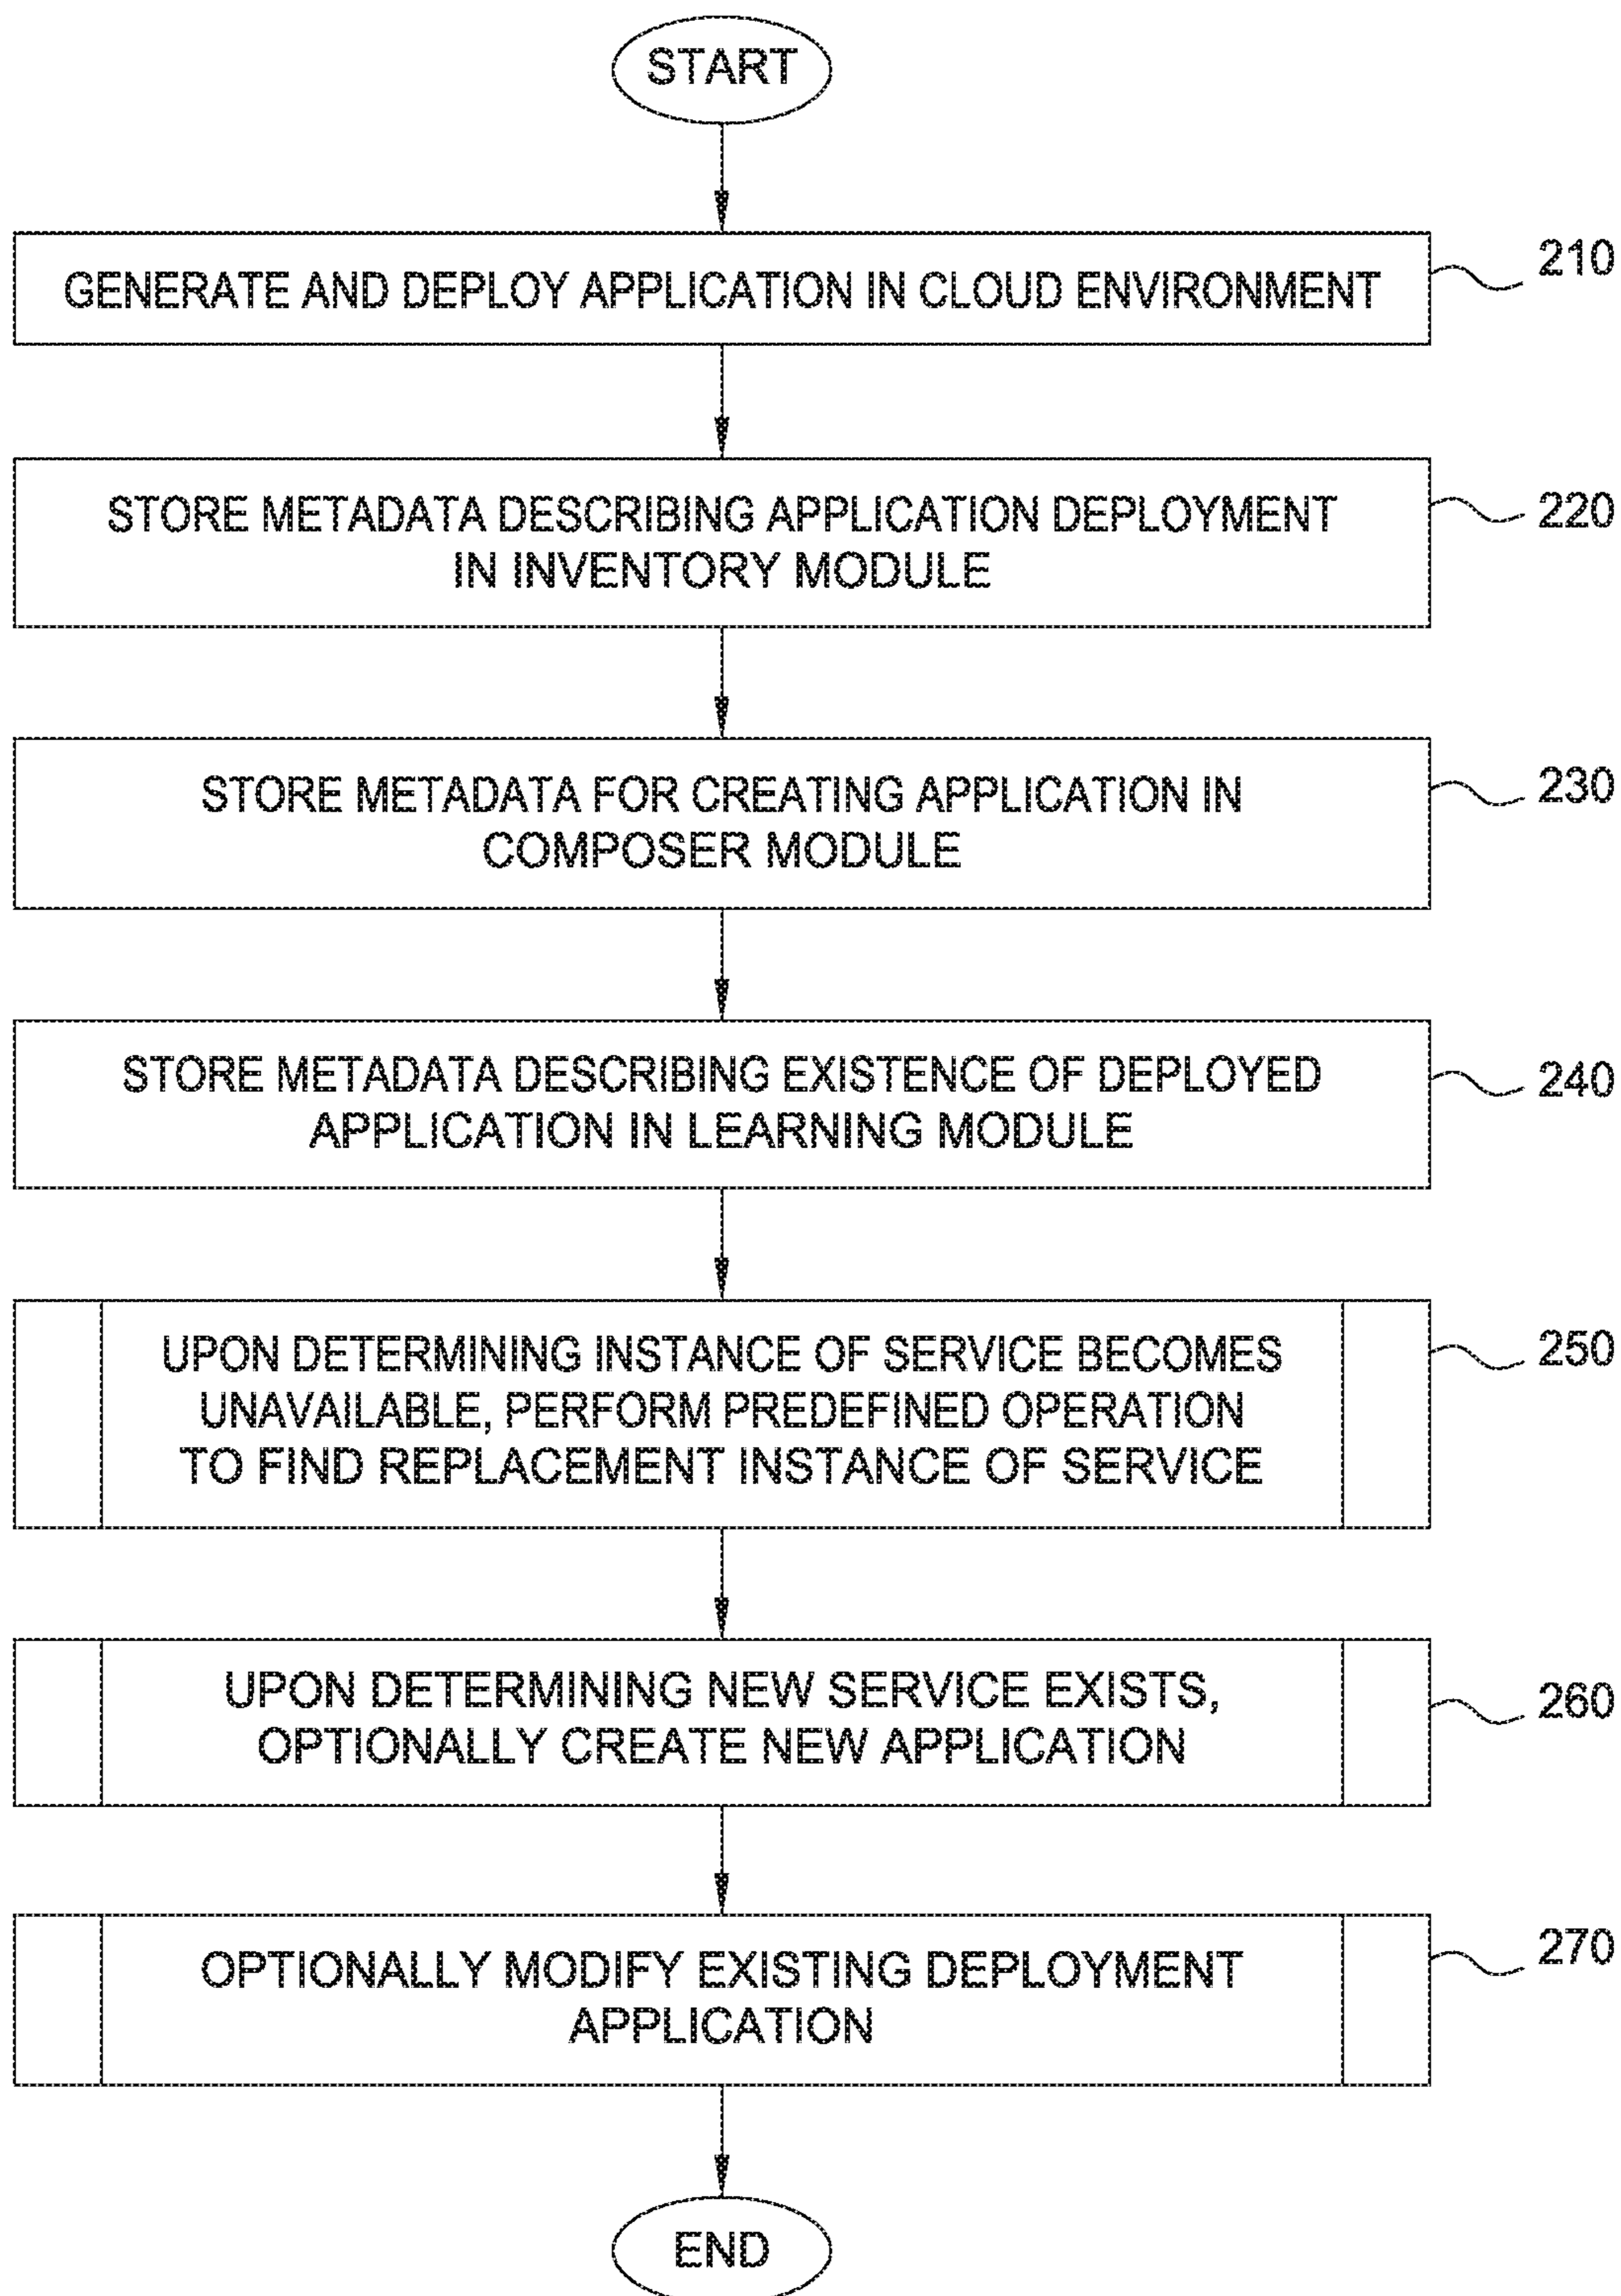 START
GENERATE AND DEPLOY APPLICATION IN CLOUD ENVIRONMENT
210
STORE METADATA DESCRIBING APPLICATION DEPLOYMENT
IN INVENTORY MODULE
220
STORE METADATA FOR CREATING APPLICATION IN
COMPOSER MODULE
230
STORE METADATA DESCRIBING EXISTENCE OF DEPLOYED
APPLICATION IN LEARNING MODULE
240
UPON DETERMINING INSTANCE OF SERVICE BECOMES
UNAVAILABLE, PERFORM PREDEFINED OPERATION
TO FIND REPLACEMENT INSTANCE OF SERVICE
250
UPON DETERMINING NEW SERVICE EXISTS,
OPTIONALLY CREATE NEW APPLICATION
260
OPTIONALLY MODIFY EXISTING DEPLOYMENT
APPLICATION
270
END